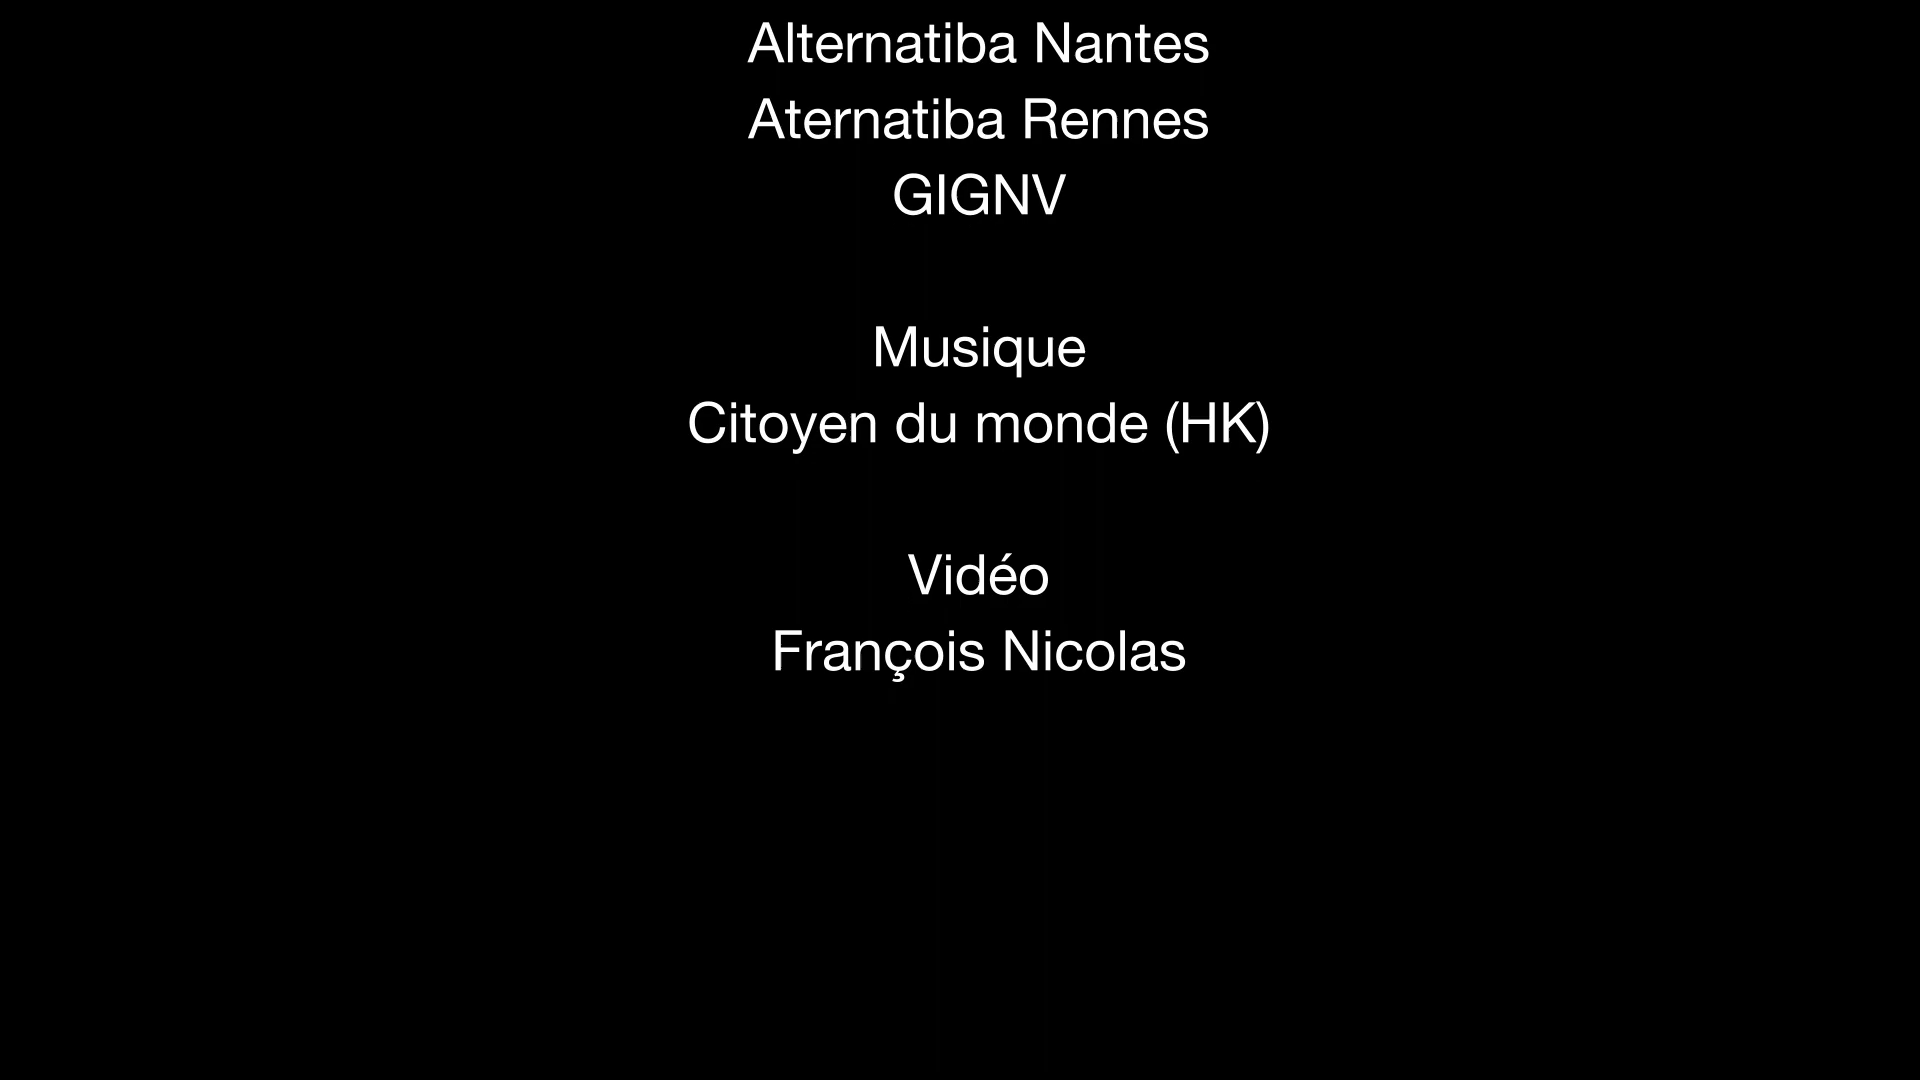 Alternatiba Nantes
Aternatiba Rennes
GIGNV
Musique
Citoyen du monde (HK)
Vidéo
François Nicolas